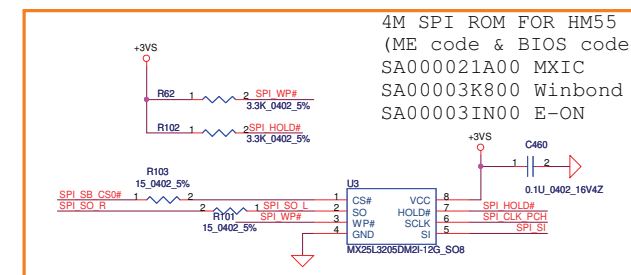 4M SPI ROM FOR HM55
(ME code & BIOS code
SA000021A00 MXIC
SA00003K800 Winbond
SA00003IN00 E-ON
+3VS
R62 1 2 SPI_WP#
3.3K_0402_5%
R102 1 2 SPI_HOLD#
3.3K_0402_5%
+3VS
C460
1 2
0.1U_0402_16V4Z
R103
15_0402_5%
SPI_SB_CS0# 1 2
SPI_SO_R 2 1 SPI_SO_L
R101
15_0402_5%
SPI_WP#
U3
1 CS# VCC 8
2 SO HOLD# 7 SPI_HOLD#
3 WP# SCLK 6 SPI_CLK_PCH
4 GND SI 5 SPI_SI
MX25L3205DM2I-12G_SO8